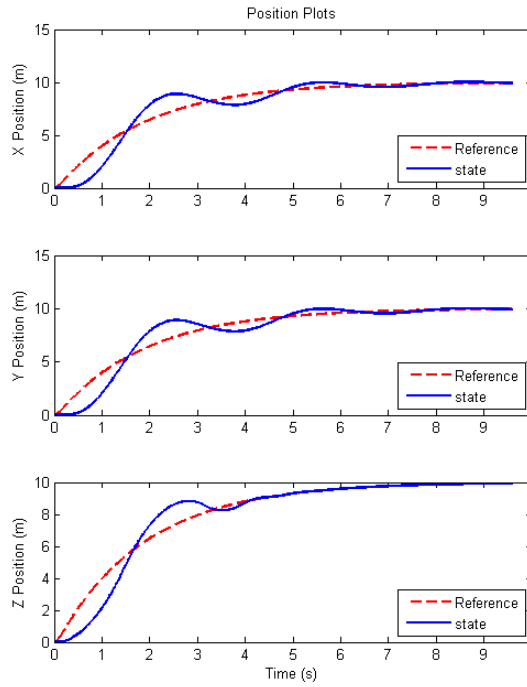 Position Plots
15
10
5
0
X Position (m)
Reference
state
0 1 2 3 4 5 6 7 8 9
15
10
5
0
Y Position (m)
Reference
state
0 1 2 3 4 5 6 7 8 9
10
8
6
4
2
0
Z Position (m)
Reference
state
0 1 2 3 4 5 6 7 8 9
Time (s)